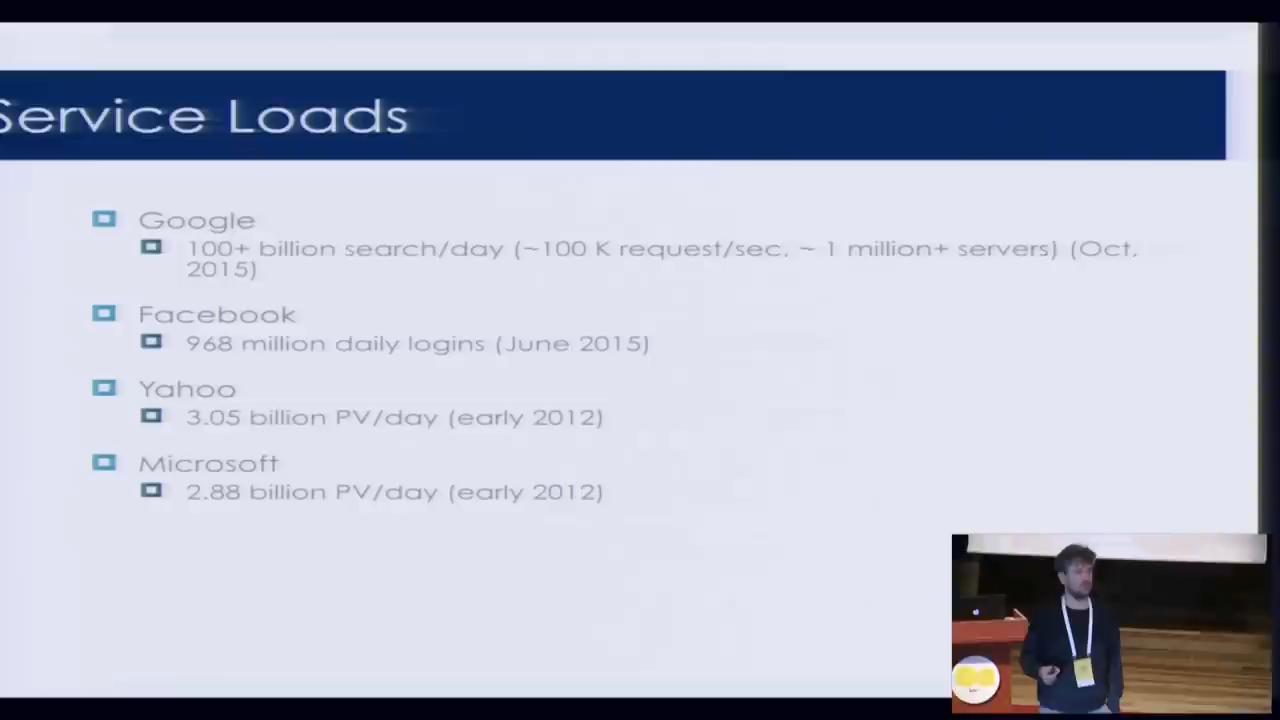 Service Loads
Google
100+ billion search/day (~100 K request/sec, ~ 1 million+ servers) (Oct,
2015)
Facebook
968 million daily logins (June 2015)
Yahoo
3.05 billion PV/day (early 2012)
Microsoft
2.88 billion PV/day (early 2012)